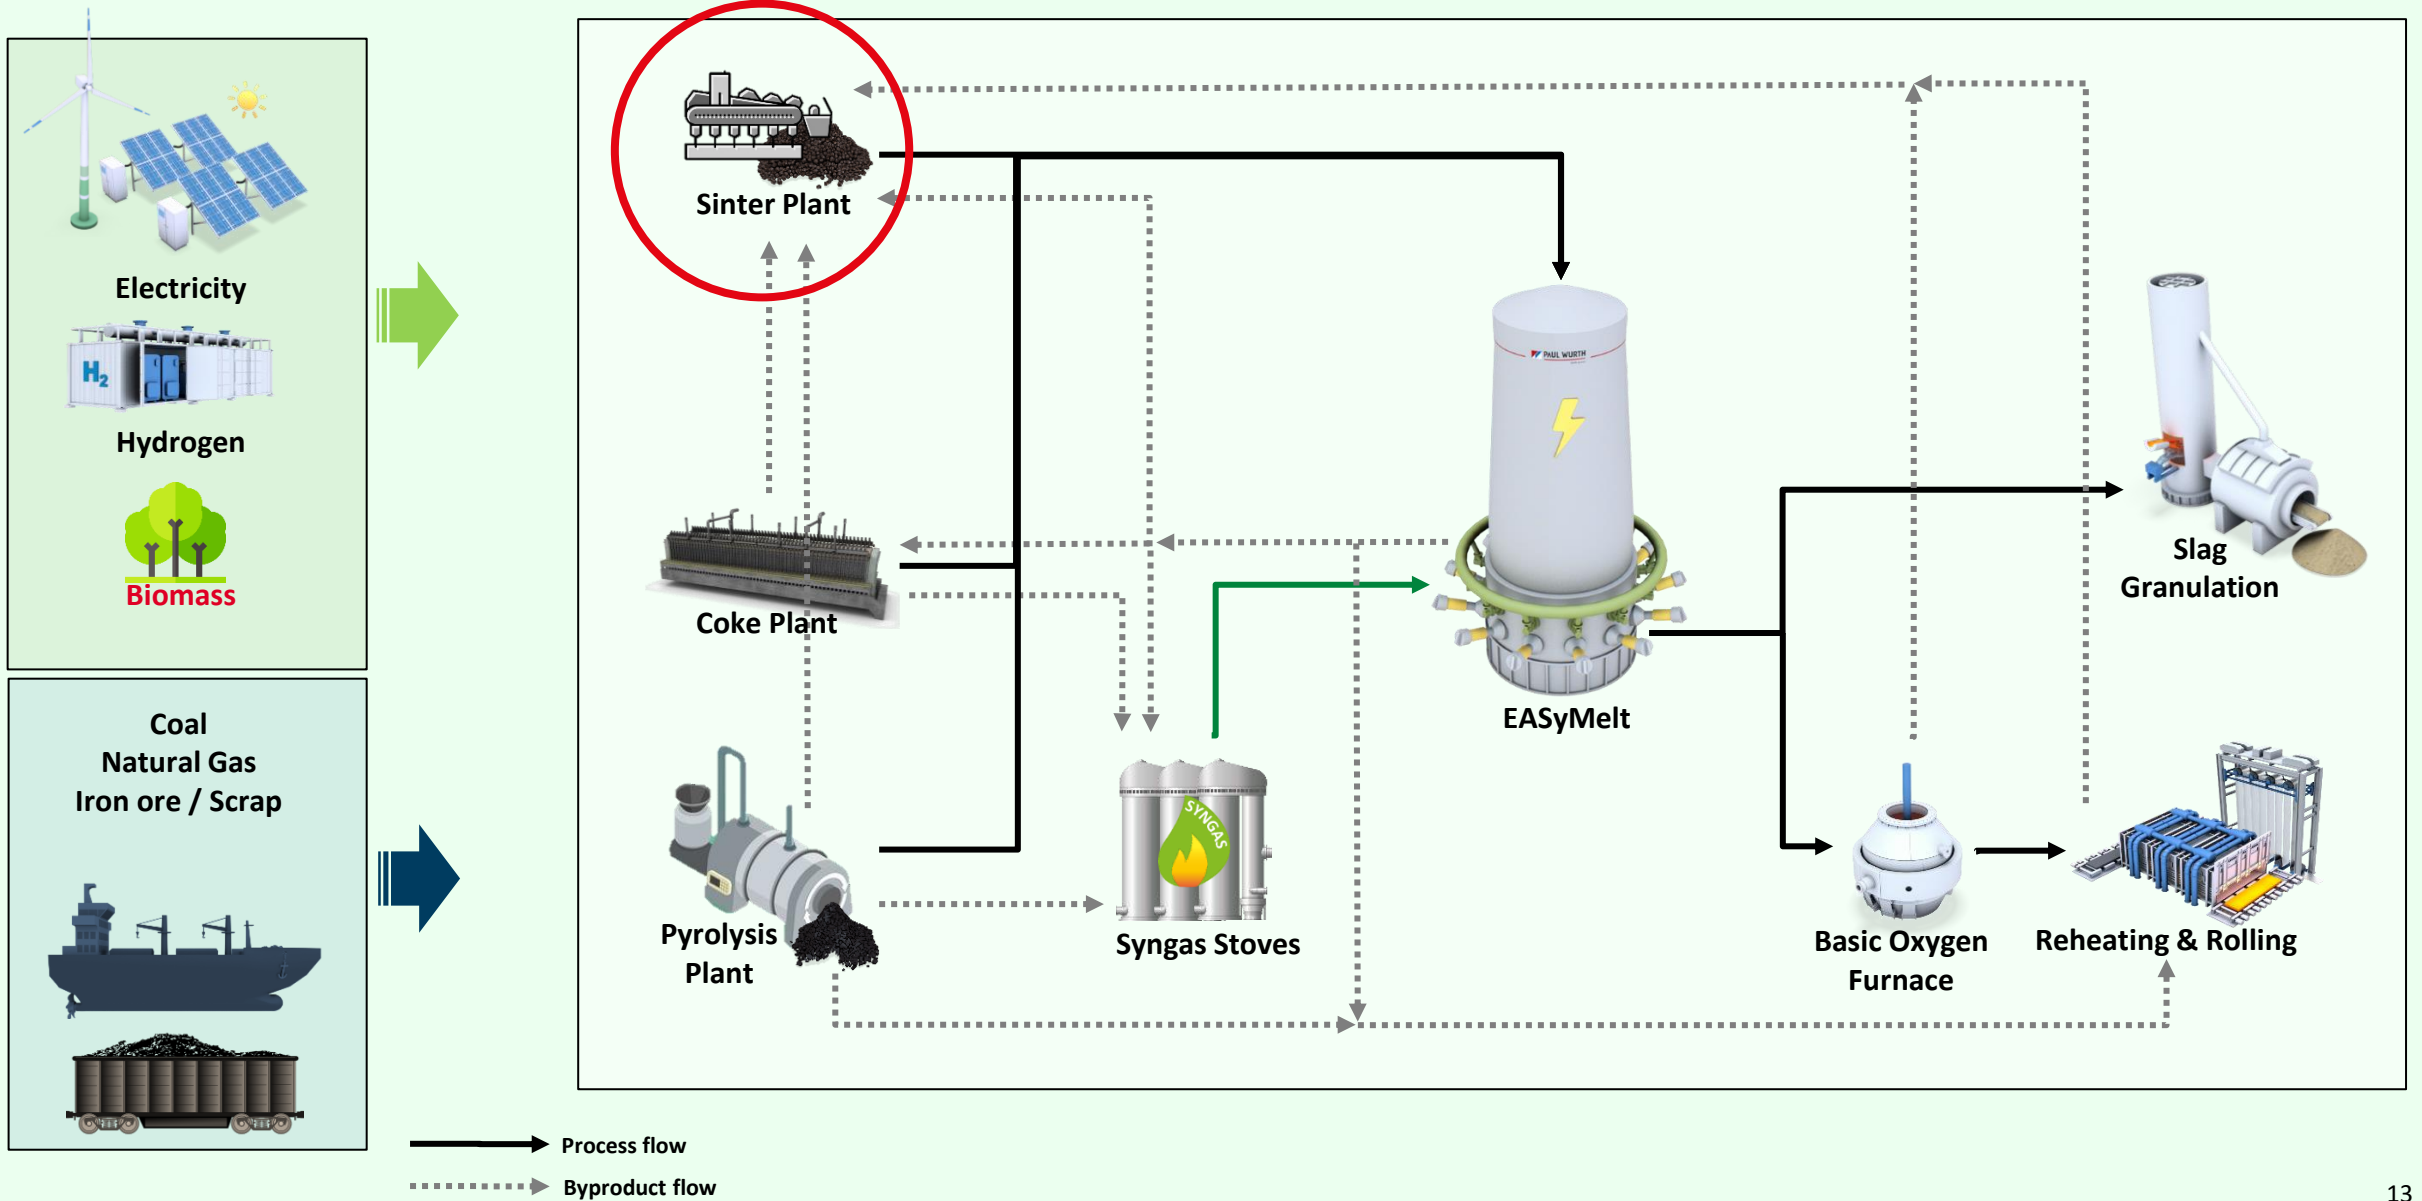 Electricity
H2
Hydrogen
Biomass
Coal
Natural Gas
Iron ore / Scrap
Sinter Plant
Coke Plant
Pyrolysis
Plant
SYNGAS
Syngas Stoves
PAUL WURTH
EASyMelt
Slag
Granulation
Basic Oxygen
Furnace
Reheating & Rolling
Process flow
Byproduct flow
13